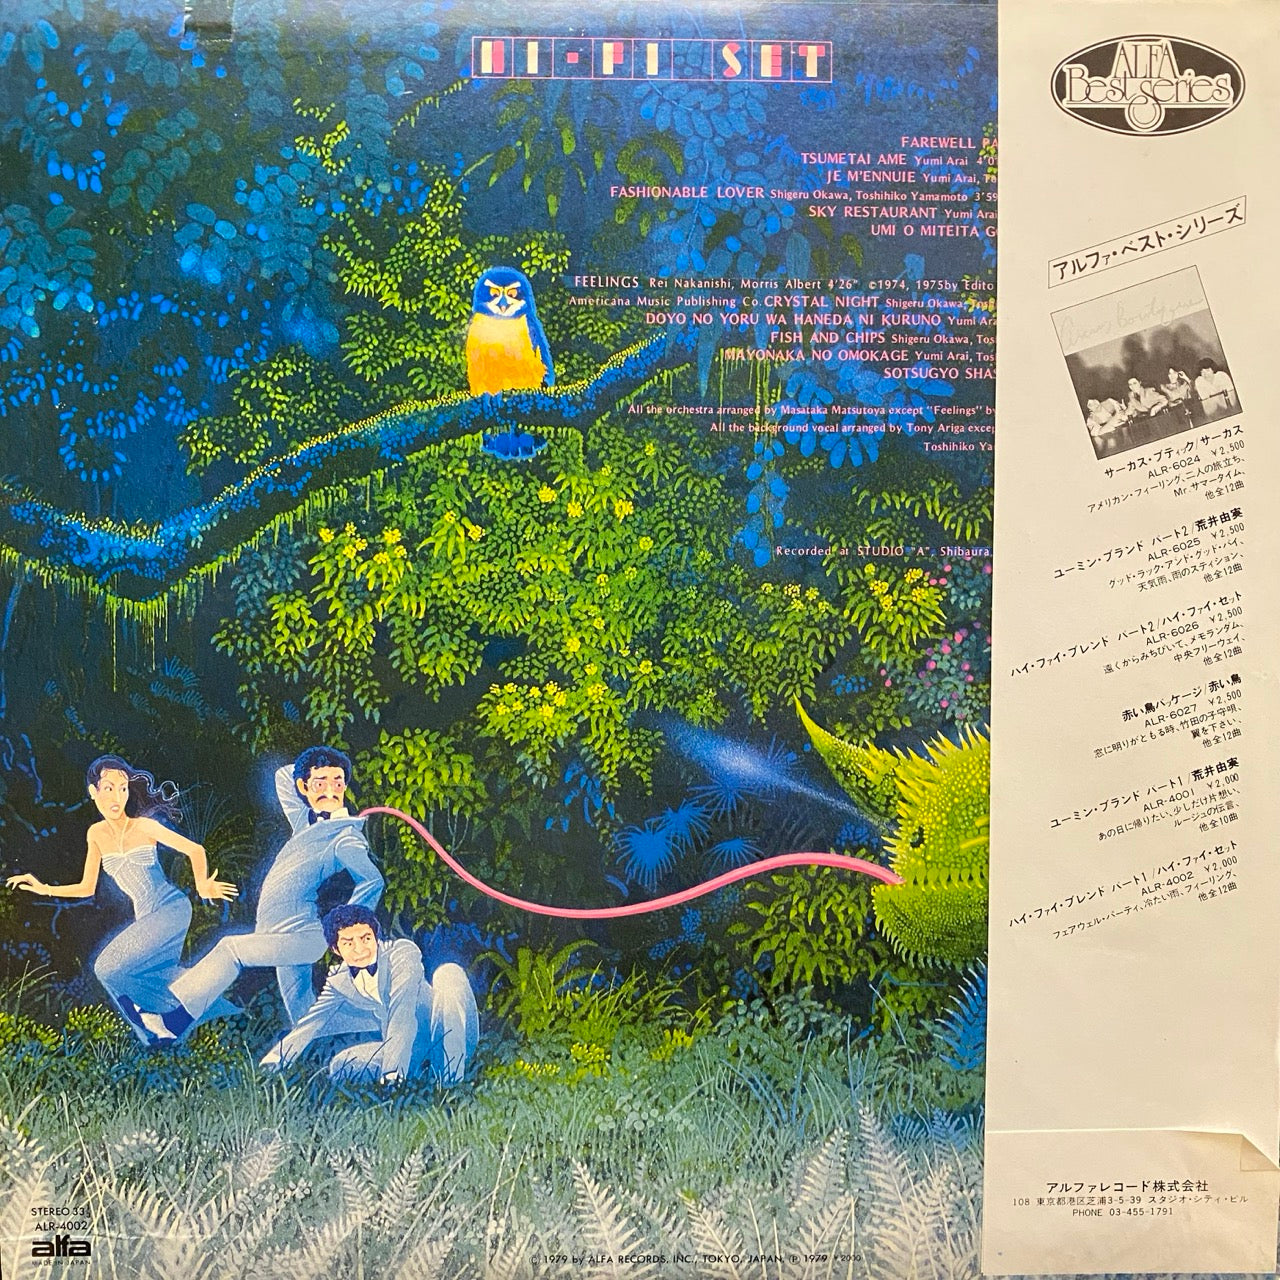 HI-FI SET
FAREWELL PA
TSUMETAI AME Yumi Arai 4'0
JE M'ENNUIE Yumi Arai,
FASHIONABLE LOVER Shigeru Okawa, Toshihiko Yamamoto 3'59
SKY RESTAURANT Yumi Arai
UMI O MITEITA G
FEELINGS Rei Nakanishi, Morris Albert 4'26" ©1974, 1975by Edito
Americana Music Publishing Co. CRYSTAL NIGHT Shigeru Okawa, Tosh
DOYO NO YORU WA HANEDA NI KURUNO Yumi Ara
FISH AND CHIPS Shigeru Okawa, Tos
MAYONAKA NO OMOKAGE Yumi Arai, Tosh
SOTSUGYO SHAS
All the orchestra arranged by Masataka Matsutoya except "Feelings" by
All the background vocal arranged by Tony Ariga excep
Toshihiko Ya
Recorded at STUDIO "A", Shibaura,
STEREO 33⅓
ALR-4002
alfa
MADE IN JAPAN
© 1979 by ALFA RECORDS, INC., TOKYO, JAPAN. ℗ 1979 ¥2000
ALFA
Best Series
アルファ・ベスト・シリーズ
サーカス・ブティック/サーカス
ALR-6024 ¥2,500
アメリカン・フィーリング、二人の旅立ち、
Mr.サマータイム、
他全12曲
ユーミン・ブランド パート2/荒井由実
ALR-6025 ¥2,500
グッド・ラック・アンド・グッド・バイ、
天気雨、雨のステイション、
他全12曲
ハイ・ファイ・ブレンド パート2/ハイ・ファイ・セット
ALR-6026 ¥2,500
遠くからみちびいて、メモランダム、
中央フリーウェイ、
他全12曲
赤い鳥パッケージ/赤い鳥
ALR-6027 ¥2,500
窓に明りがともる時、竹田の子守唄、
翼を下さい、
他全12曲
ユーミン・ブランド パート1/荒井由実
ALR-4001 ¥2,000
あの日に帰りたい、少しだけ片想い、
ルージュの伝言、
他全10曲
ハイ・ファイ・ブレンド パート1/ハイ・ファイ・セット
ALR-4002 ¥2,000
フェアウェル・パーティ、冷たい雨、フィーリング、
他全12曲
アルファレコード株式会社
108 東京都港区芝浦3-5-39 スタジオ・シティ・ビル
PHONE 03-455-1791